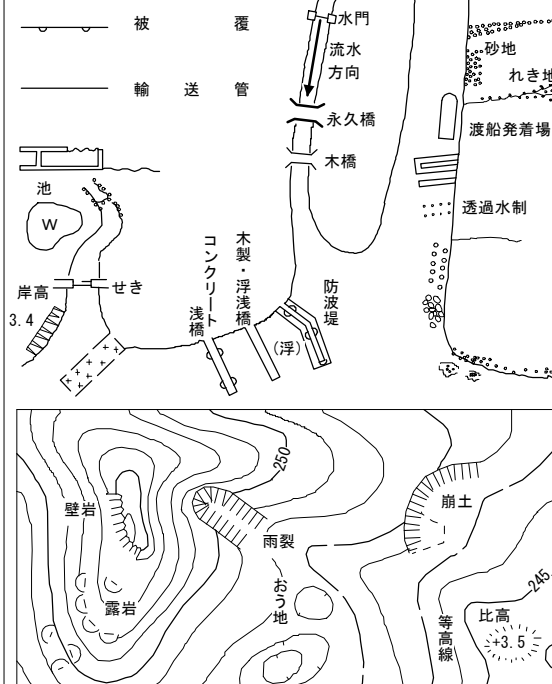 被 覆
輸 送 管
水門
流水
方向
永久橋
木橋
砂地
れき地
渡船発着場
透過水制
池
W
岸高
3.4
せき
コンクリート
浅橋
木製・浮浅橋
防波堤
(浮)
250
壁岩
露岩
雨裂
おう地
崩土
等高線
245
比高
+3.5